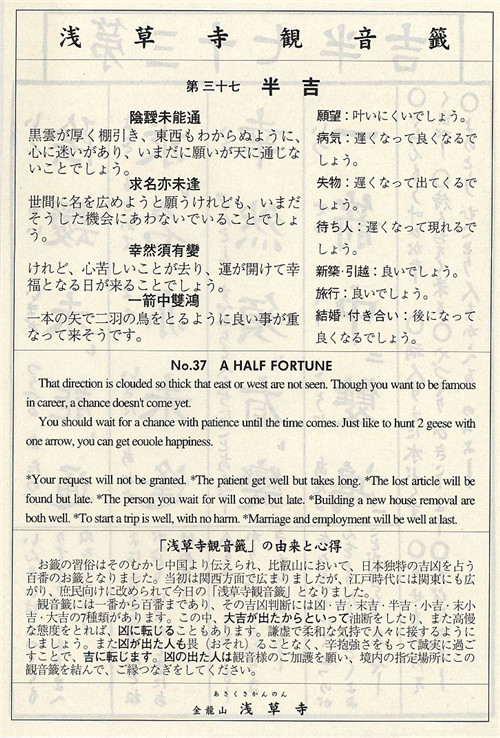 浅草寺観音籤
第三十七 半吉
陰靉未能通
黒雲が厚く棚引き、東西もわからぬように、
心に迷いがあり、いまだに願いが天に通じな
いことでしょう。
求名亦未逢
世間に名を広めようと願うけれども、いまだ
そうした機会にあわないでいることでしょ
う。
幸然須有變
けれど、心苦しいことが去り、運が開けて幸
福となる日が来ることでしょう。
一箭中雙鴻
一本の矢で二羽の鳥をとるように良い事が重
なって来そうです。
願望：叶いにくいでしょう。
病気：遅くなって良くなるで
しょう。
失物：遅くなって出てくるで
しょう。
待ち人：遅くなって現れるで
しょう。
新築・引越：良いでしょう。
旅行：良いでしょう。
結婚・付き合い：後になって
良くなるでしょう。
No.37 A HALF FORTUNE
That direction is clouded so thick that east or west are not seen. Though you want to be famous
in career, a chance doesn't come yet.
You should wait for a chance with patience until the time comes. Just like to hunt 2 geese with
one arrow, you can get eouole happiness.
*Your request will not be granted. *The patient get well but takes long. *The lost article will be
found but late. *The person you wait for will come but late. *Building a new house removal are
both well. *To start a trip is well, with no harm. *Marriage and employment will be well at last.
「浅草寺観音籤」の由来と心得
お籤の習俗はそのむかし中国より伝えられ、比叡山において、日本独特の吉凶を占う
百番のお籤となりました。当初は関西方面で広まりましたが、江戸時代には関東にも広
がり、庶民向けに改められて今日の「浅草寺観音籤」となりました。
観音籤には一番から百番まであり、その吉凶判断には凶・吉・末吉・半吉・小吉・末小
吉・大吉の7種類があります。この中、大吉が出たからといって油断をしたり、また高慢
な態度をとれば、凶に転じることもあります。謙虚で柔和な気持で人々に接するように
しましょう。また凶が出た人も畏（おそれ）ることなく、辛抱強さをもって誠実に過ご
すことで、吉に転じます。凶の出た人は観音様のご加護を願い、境内の指定場所にこの
観音籤を結んで、ご縁つなぎをしてください。
あさくさかんのん
金龍山 浅草寺